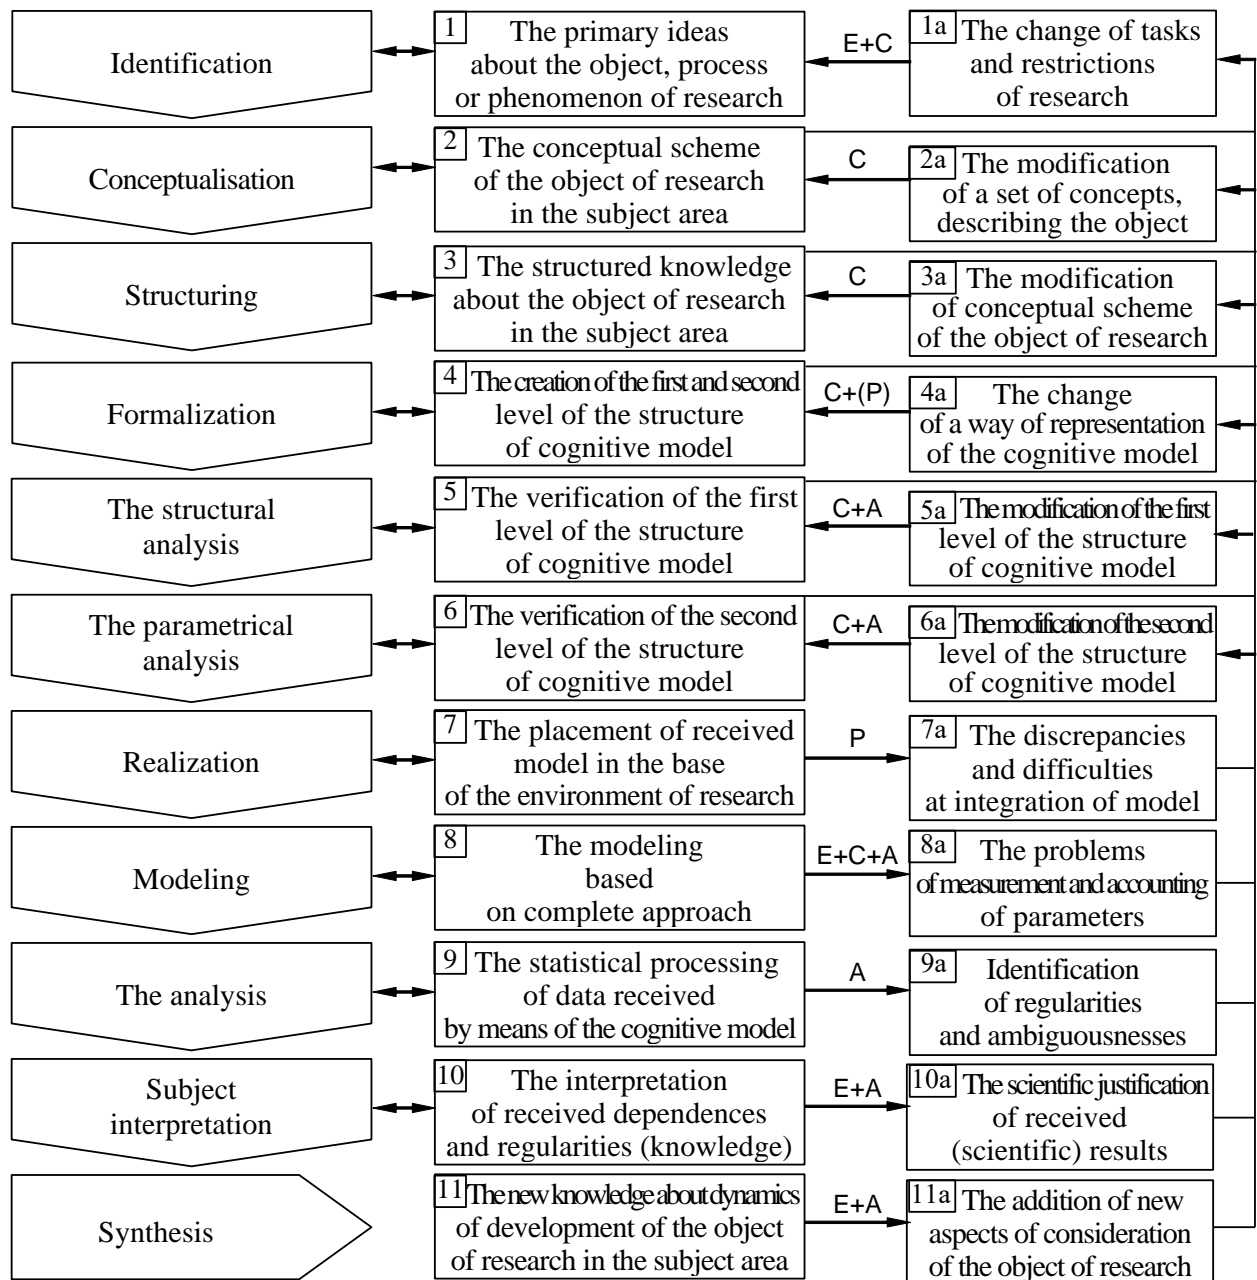 Identification
1 The primary ideas
about the object, process
or phenomenon of research
E+C
1a The change of tasks
and restrictions
of research
Conceptualisation
2 The conceptual scheme
of the object of research
in the subject area
C
2a The modification
of a set of concepts,
describing the object
Structuring
3 The structured knowledge
about the object of research
in the subject area
C
3a The modification
of conceptual scheme
of the object of research
Formalization
4 The creation of the first and second
level of the structure
of cognitive model
C+(P)
4a The change
of a way of representation
of the cognitive model
The structural
analysis
5 The verification of the first
level of the structure
of cognitive model
C+A
5a The modification of the first
level of the structure
of cognitive model
The parametrical
analysis
6 The verification of the second
level of the structure
of cognitive model
C+A
6a The modification of the second
level of the structure
of cognitive model
Realization
7 The placement of received
model in the base
of the environment of research
P
7a The discrepancies
and difficulties
at integration of model
Modeling
8 The modeling
based
on complete approach
E+C+A
8a The problems
of measurement and accounting
of parameters
The analysis
9 The statistical processing
of data received
by means of the cognitive model
A
9a Identification
of regularities
and ambiguousnesses
Subject
interpretation
10 The interpretation
of received dependences
and regularities (knowledge)
E+A
10a The scientific justification
of received
(scientific) results
Synthesis
11 The new knowledge about dynamics
of development of the object
of research in the subject area
E+A
11a The addition of new
aspects of consideration
of the object of research